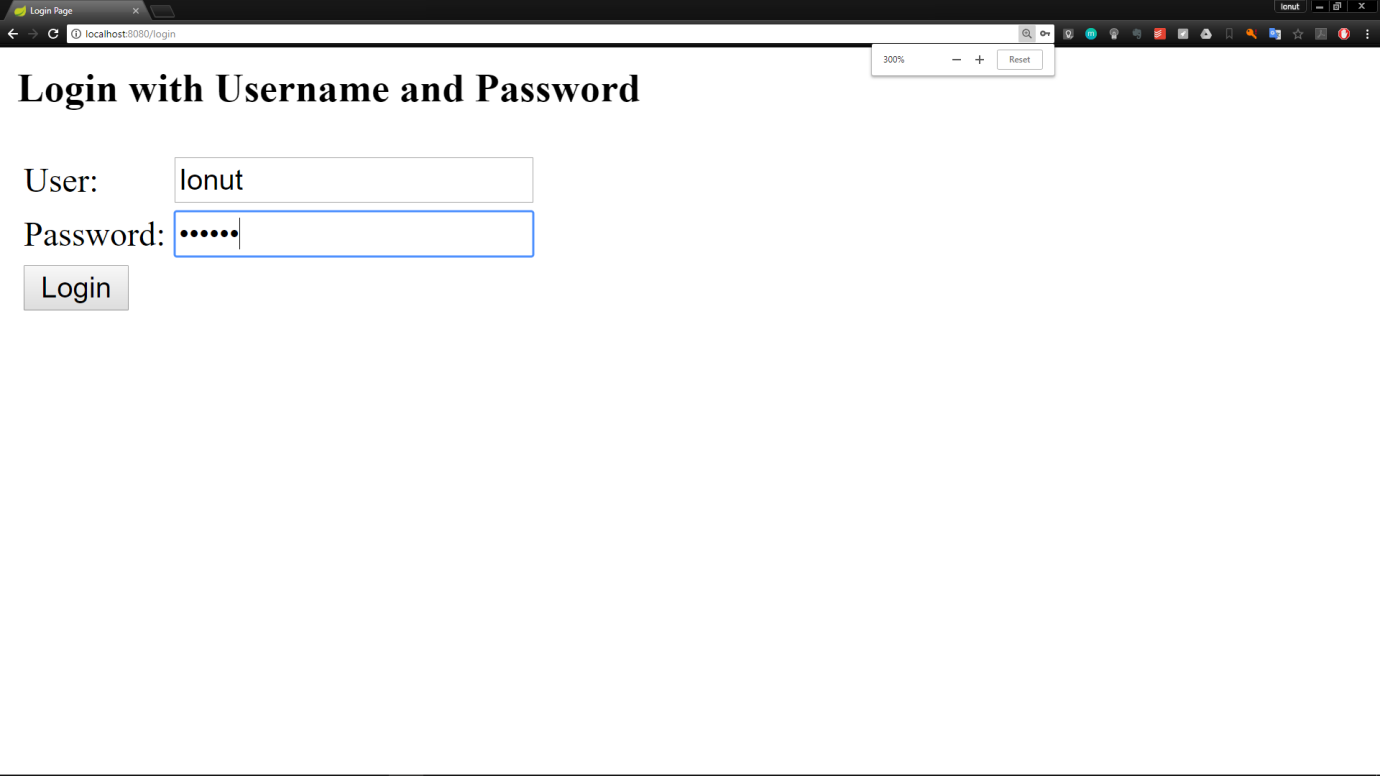 Login Page
Ionut
localhost:8080/login
300%
Reset
Login with Username and Password
User:
Ionut
Password:
••••••
Login